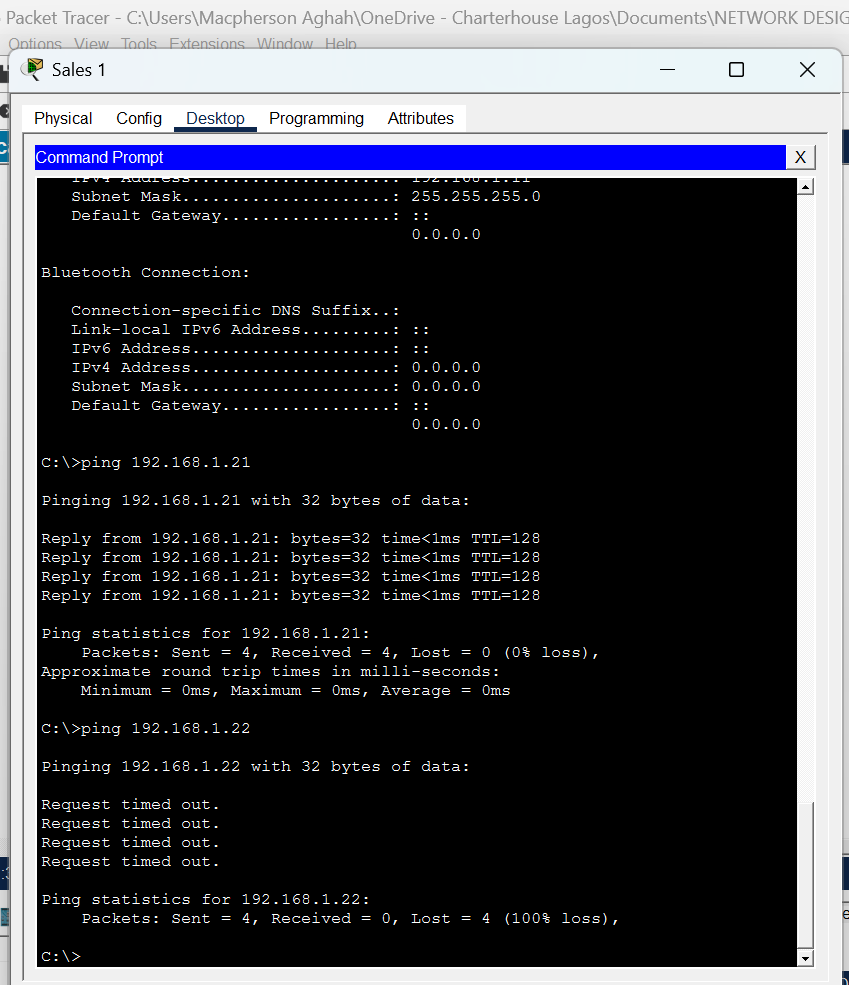 Packet Tracer - C:\Users\Macpherson Aghah\OneDrive - Charterhouse Lagos\Documents\NETWORK DESIG
Options View Tools Extensions Window Help
Sales 1
Physical Config Desktop Programming Attributes
Command Prompt
X
IPv4 Address....................: 192.168.1.11
Subnet Mask.....................: 255.255.255.0
Default Gateway.................: ::
0.0.0.0
Bluetooth Connection:
Connection-specific DNS Suffix..:
Link-local IPv6 Address.........: ::
IPv6 Address....................: ::
IPv4 Address....................: 0.0.0.0
Subnet Mask.....................: 0.0.0.0
Default Gateway.................: ::
0.0.0.0
C:\>ping 192.168.1.21
Pinging 192.168.1.21 with 32 bytes of data:
Reply from 192.168.1.21: bytes=32 time<1ms TTL=128
Reply from 192.168.1.21: bytes=32 time<1ms TTL=128
Reply from 192.168.1.21: bytes=32 time<1ms TTL=128
Reply from 192.168.1.21: bytes=32 time<1ms TTL=128
Ping statistics for 192.168.1.21:
Packets: Sent = 4, Received = 4, Lost = 0 (0% loss),
Approximate round trip times in milli-seconds:
Minimum = 0ms, Maximum = 0ms, Average = 0ms
C:\>ping 192.168.1.22
Pinging 192.168.1.22 with 32 bytes of data:
Request timed out.
Request timed out.
Request timed out.
Request timed out.
Ping statistics for 192.168.1.22:
Packets: Sent = 4, Received = 0, Lost = 4 (100% loss),
C:\>